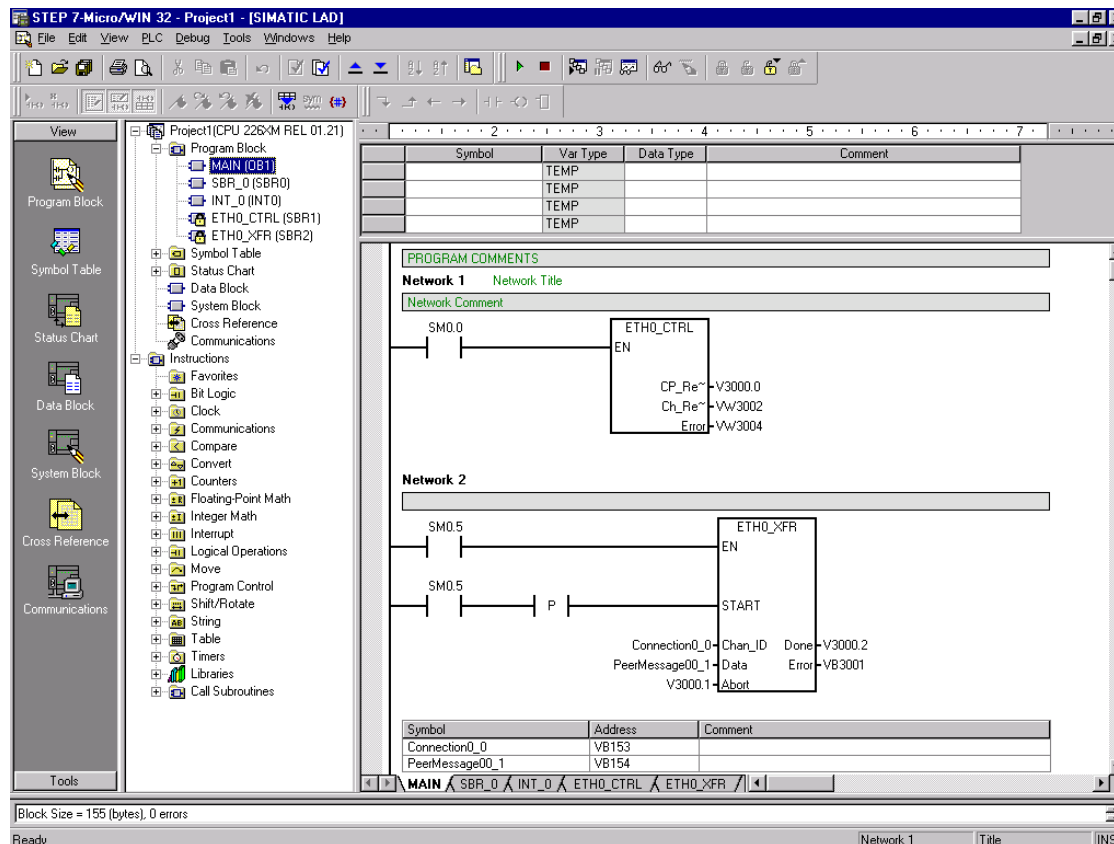 STEP 7-Micro/WIN 32 - Project1 - [SIMATIC LAD]
File Edit View PLC Debug Tools Windows Help
View
Program Block
Symbol Table
Status Chart
Data Block
System Block
Cross Reference
Communications
Tools
Project1(CPU 226XM REL 01.21)
Program Block
MAIN (OB1)
SBR_0 (SBR0)
INT_0 (INT0)
ETH0_CTRL (SBR1)
ETH0_XFR (SBR2)
Symbol Table
Status Chart
Data Block
System Block
Cross Reference
Communications
Instructions
Favorites
Bit Logic
Clock
Communications
Compare
Convert
Counters
Floating-Point Math
Integer Math
Interrupt
Logical Operations
Move
Program Control
Shift/Rotate
String
Table
Timers
Libraries
Call Subroutines
2 3 4 5 6 7
Symbol Var Type Data Type Comment
TEMP
TEMP
TEMP
TEMP
PROGRAM COMMENTS
Network 1 Network Title
Network Comment
SM0.0 ETH0_CTRL
EN
CP_Re~ V3000.0
Ch_Re~ VW3002
Error VW3004
Network 2
SM0.5 ETH0_XFR
EN
SM0.5
P START
Connection0_0 Chan_ID Done V3000.2
PeerMessage00_1 Data Error VB3001
V3000.1 Abort
Symbol Address Comment
Connection0_0 VB153
PeerMessage00_1 VB154
MAIN SBR_0 INT_0 ETH0_CTRL ETH0_XFR
Block Size = 155 (bytes), 0 errors
Ready Network 1 Title INS